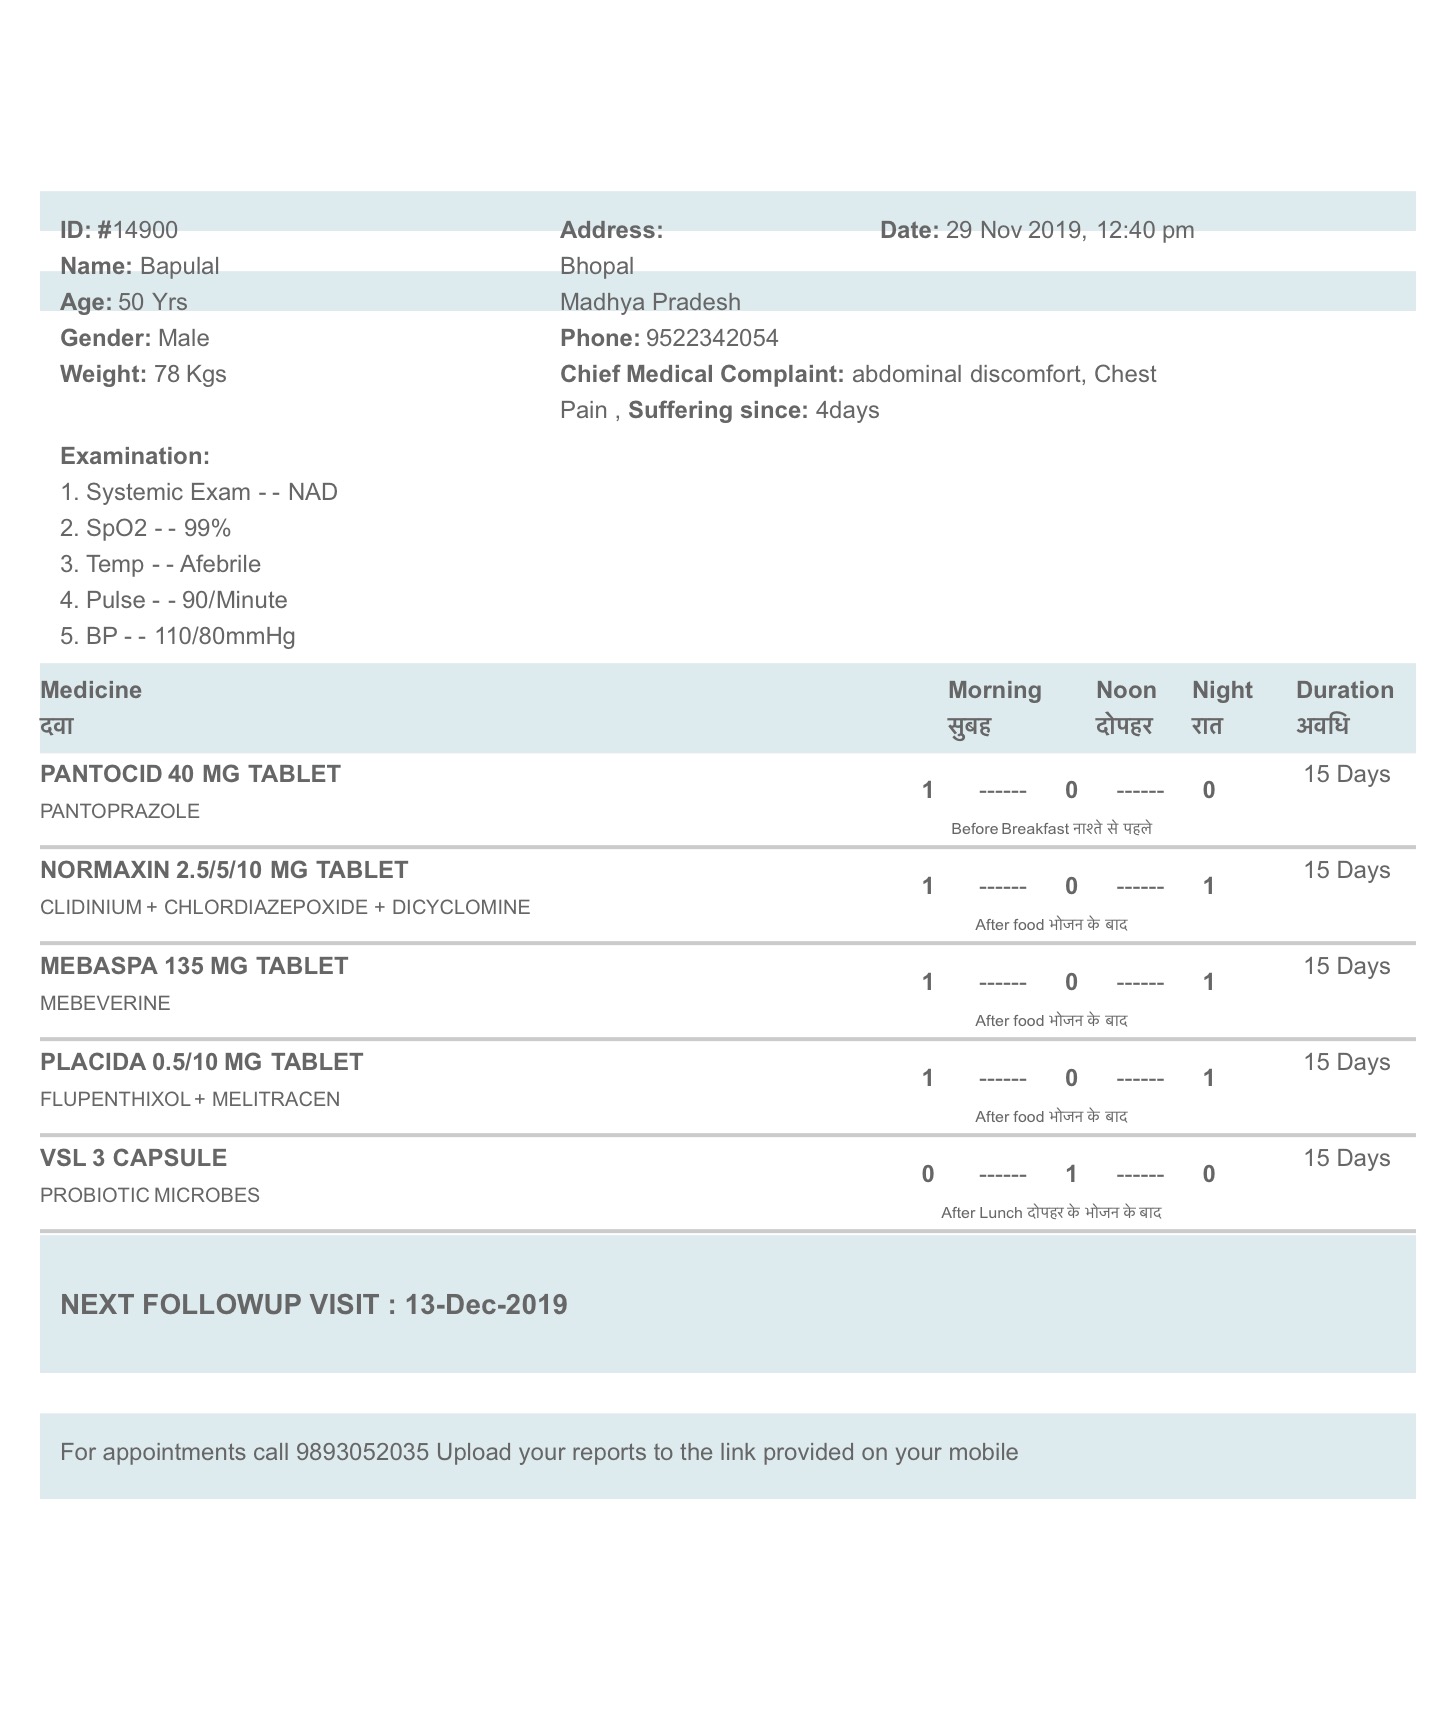 ID: #14900 Address: Date: 29 Nov 2019, 12:40 pm
Name: Bapulal Bhopal
Age: 50 Yrs Madhya Pradesh
Gender: Male Phone: 9522342054
Weight: 78 Kgs Chief Medical Complaint: abdominal discomfort, Chest
Pain , Suffering since: 4days
Examination:
1. Systemic Exam - - NAD
2. SpO2 - - 99%
3. Temp - - Afebrile
4. Pulse - - 90/Minute
5. BP - - 110/80mmHg
Medicine Morning Noon Night Duration
दवा सुबह दोपहर रात अवधि
PANTOCID 40 MG TABLET 15 Days
1 ------ 0 ------ 0
PANTOPRAZOLE
Before Breakfast नाश्ते से पहले
NORMAXIN 2.5/5/10 MG TABLET 15 Days
1 ------ 0 ------ 1
CLIDINIUM + CHLORDIAZEPOXIDE + DICYCLOMINE
After food भोजन के बाद
MEBASPA 135 MG TABLET 15 Days
1 ------ 0 ------ 1
MEBEVERINE
After food भोजन के बाद
PLACIDA 0.5/10 MG TABLET 15 Days
1 ------ 0 ------ 1
FLUPENTHIXOL + MELITRACEN
After food भोजन के बाद
VSL 3 CAPSULE 15 Days
0 ------ 1 ------ 0
PROBIOTIC MICROBES
After Lunch दोपहर के भोजन के बाद
NEXT FOLLOWUP VISIT : 13-Dec-2019
For appointments call 9893052035 Upload your reports to the link provided on your mobile